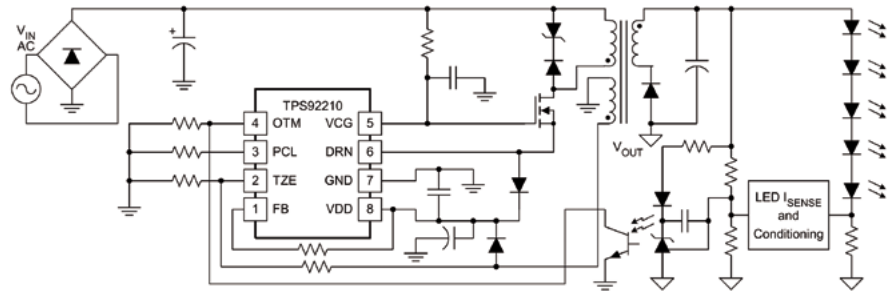 V_IN
AC
TPS92210
4 OTM VCG 5
3 PCL DRN 6
2 TZE GND 7
1 FB VDD 8
V_OUT
LED I_SENSE
and
Conditioning
+
+